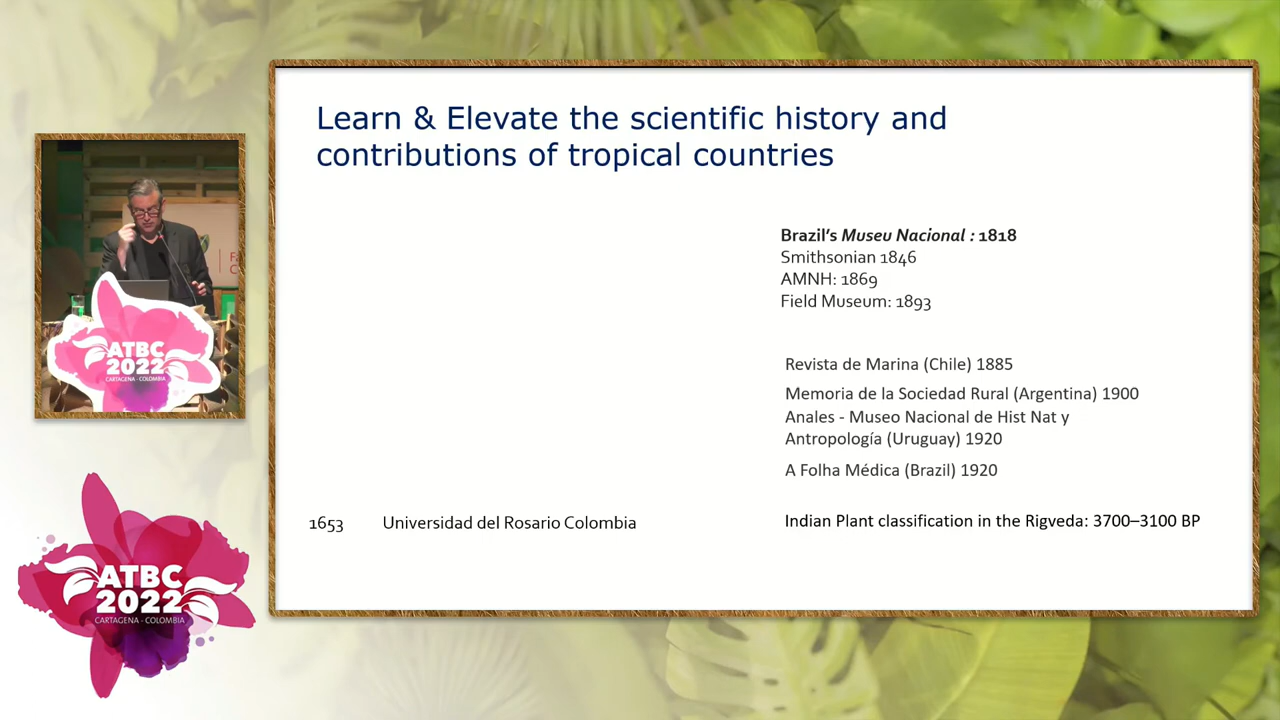 Learn & Elevate the scientific history and
contributions of tropical countries
Brazil's Museu Nacional : 1818
Smithsonian 1846
AMNH: 1869
Field Museum: 1893
Revista de Marina (Chile) 1885
Memoria de la Sociedad Rural (Argentina) 1900
Anales - Museo Nacional de Hist Nat y
Antropología (Uruguay) 1920
A Folha Médica (Brazil) 1920
1653 Universidad del Rosario Colombia
Indian Plant classification in the Rigveda: 3700–3100 BP
ATBC
2022
CARTAGENA - COLOMBIA
ATBC
2022
CARTAGENA - COLOMBIA